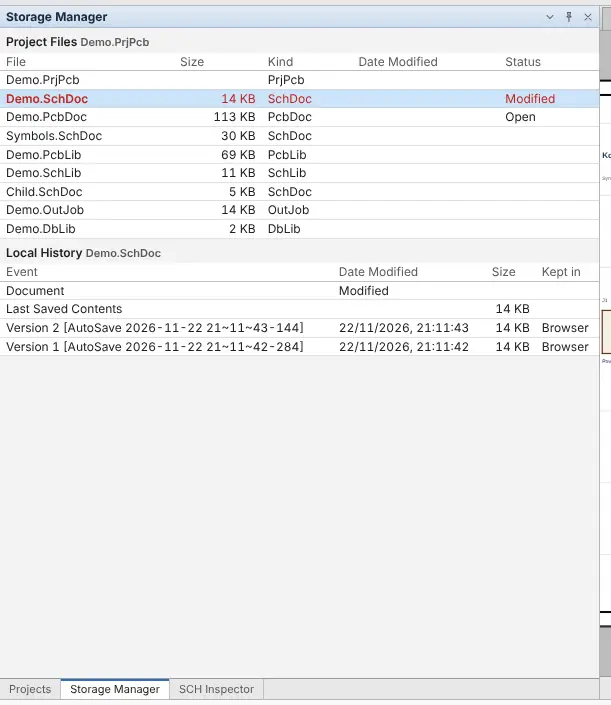 Storage Manager
Project Files Demo.PrjPcb
File Size Kind Date Modified Status
Demo.PrjPcb PrjPcb
Demo.SchDoc 14 KB SchDoc Modified
Demo.PcbDoc 113 KB PcbDoc Open
Symbols.SchDoc 30 KB SchDoc
Demo.PcbLib 69 KB PcbLib
Demo.SchLib 11 KB SchLib
Child.SchDoc 5 KB SchDoc
Demo.OutJob 14 KB OutJob
Demo.DbLib 2 KB DbLib
Local History Demo.SchDoc
Event Date Modified Size Kept in
Document Modified
Last Saved Contents 14 KB
Version 2 [AutoSave 2026-11-22 21~11~43-144] 22/11/2026, 21:11:43 14 KB Browser
Version 1 [AutoSave 2026-11-22 21~11~42-284] 22/11/2026, 21:11:42 14 KB Browser
J1
Projects Storage Manager SCH Inspector